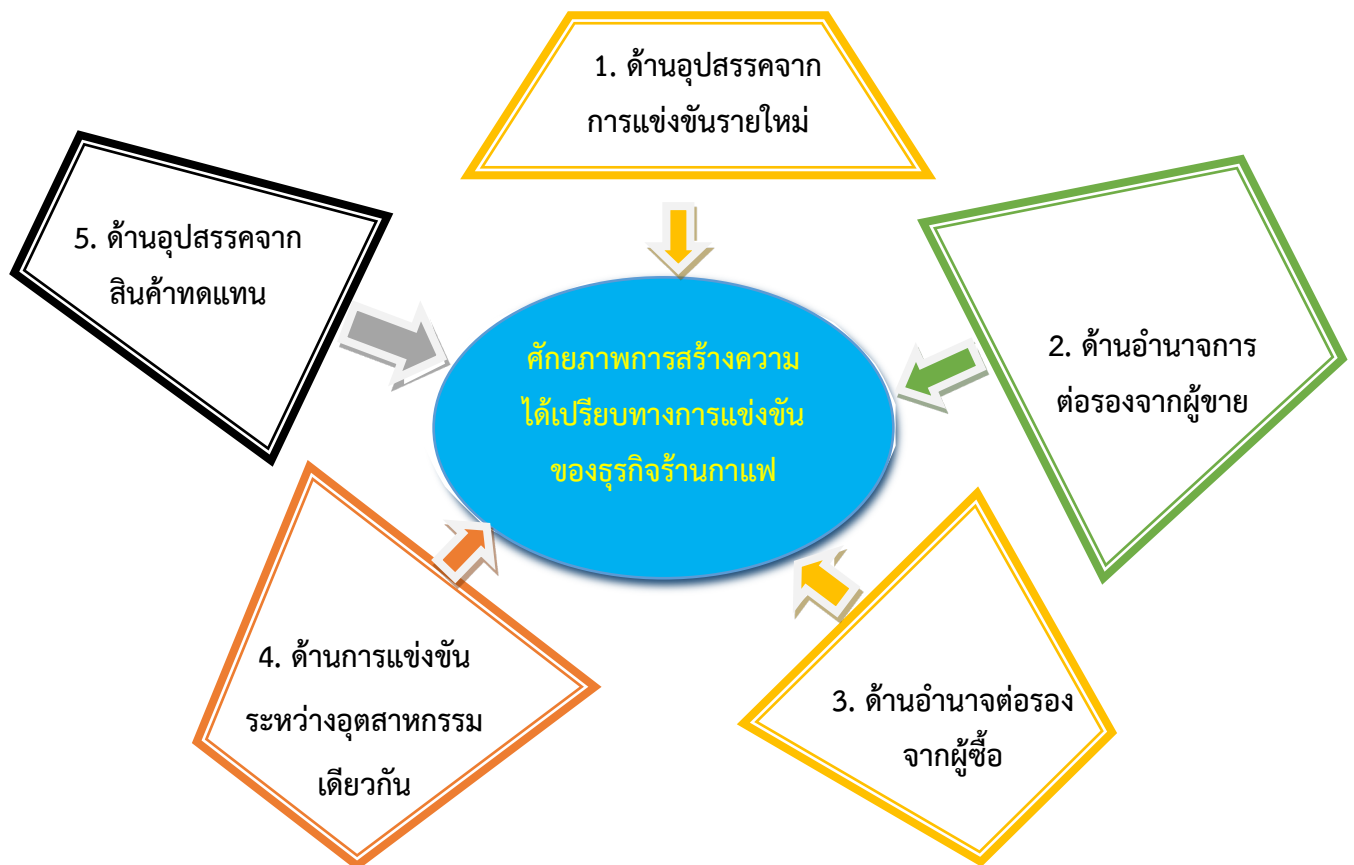 1. ด้านอุปสรรคจาก
การแข่งขันรายใหม่
5. ด้านอุปสรรคจาก
สินค้าทดแทน
ศักยภาพการสร้างความ
ได้เปรียบทางการแข่งขัน
ของธุรกิจร้านกาแฟ
2. ด้านอำนาจการ
ต่อรองจากผู้ขาย
4. ด้านการแข่งขัน
ระหว่างอุตสาหกรรม
เดียวกัน
3. ด้านอำนาจต่อรอง
จากผู้ซื้อ